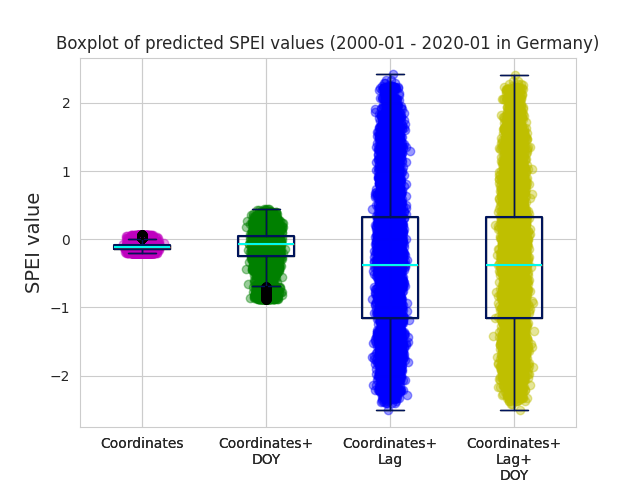 Boxplot of predicted SPEI values (2000-01 - 2020-01 in Germany)
SPEI value
2
1
0
−1
−2
Coordinates
Coordinates+
DOY
Coordinates+
Lag
Coordinates+
Lag+
DOY